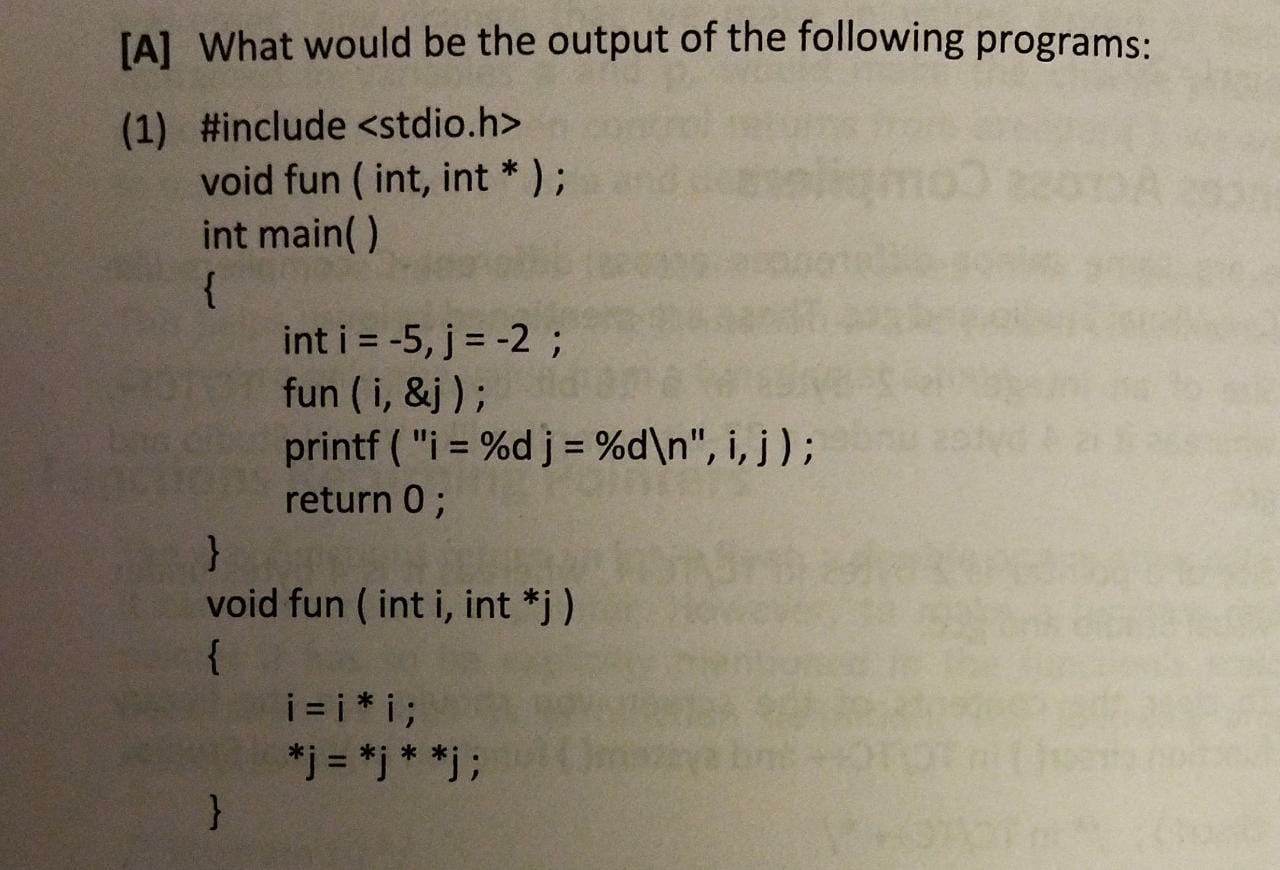 [A] What would be the output of the following programs:
(1) #include <stdio.h>
void fun ( int, int * ) ;
int main( )
{
int i = -5, j = -2 ;
fun ( i, &j ) ;
printf ( "i = %d j = %d\n", i, j ) ;
return 0 ;
}
void fun ( int i, int *j )
{
i = i * i ;
*j = *j * *j ;
}